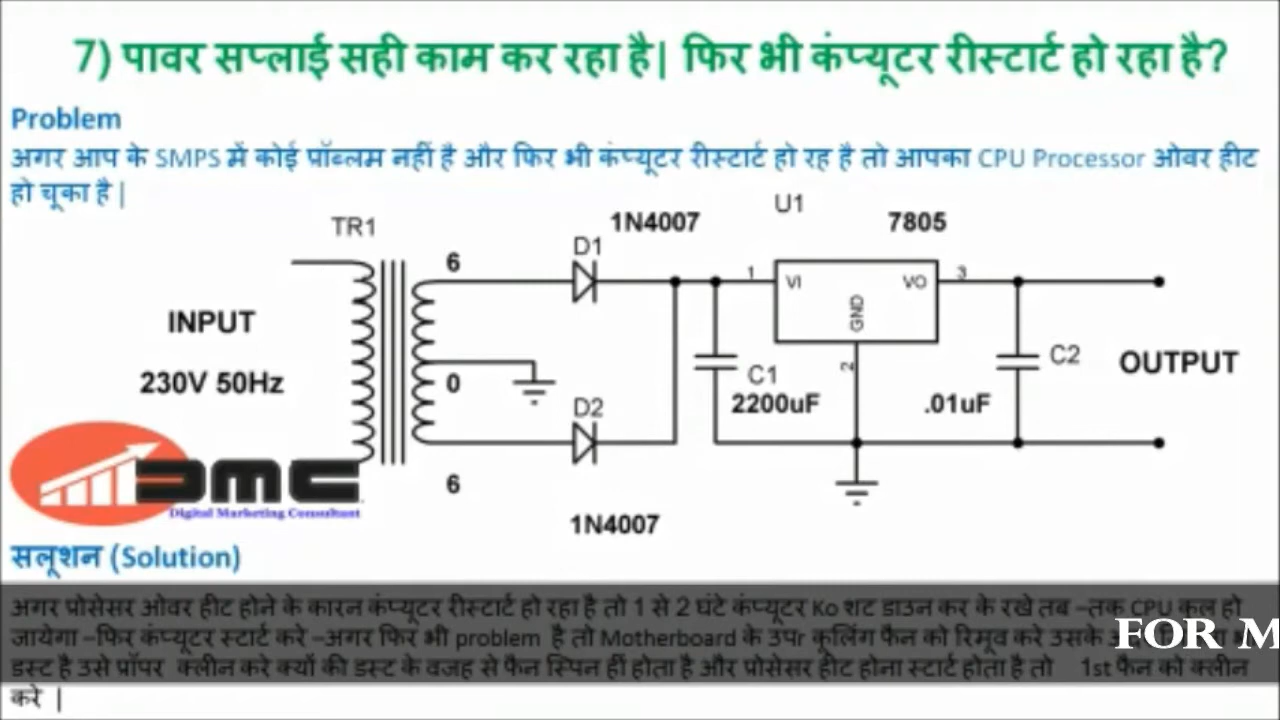 7) पावर सप्लाई सही काम कर रहा है| फिर भी कंप्यूटर रीस्टार्ट हो रहा है?
Problem
अगर आप के SMPS में कोई प्रॉब्लम नहीं है और फिर भी कंप्यूटर रीस्टार्ट हो रह है तो आपका CPU Processor ओवर हीट
हो चूका है |
TR1
1N4007
U1
7805
D1
6
1
VI
VO
3
INPUT
GND
230V 50Hz
0
2
C1
2200uF
C2
.01uF
OUTPUT
D2
6
1N4007
DMC
Digital Marketing Consultant
सलूशन (Solution)
अगर प्रोसेसर ओवर हीट होने के कारन कंप्यूटर रीस्टार्ट हो रहा है तो 1 से 2 घंटे कंप्यूटर Ko शट डाउन कर के रखे तब –तक CPU कूल हो
जायेगा –फिर कंप्यूटर स्टार्ट करे –अगर फिर भी problem है तो Motherboard के उपr कूलिंग फैन को रिमूव करे उसके
FOR M
डस्ट है उसे प्रॉपर क्लीन करे क्यों की डस्ट के वजह से फैन स्पिन हीं होता है और प्रोसेसर हीट होना स्टार्ट होता है तो 1st फैन को क्लीन
करे |